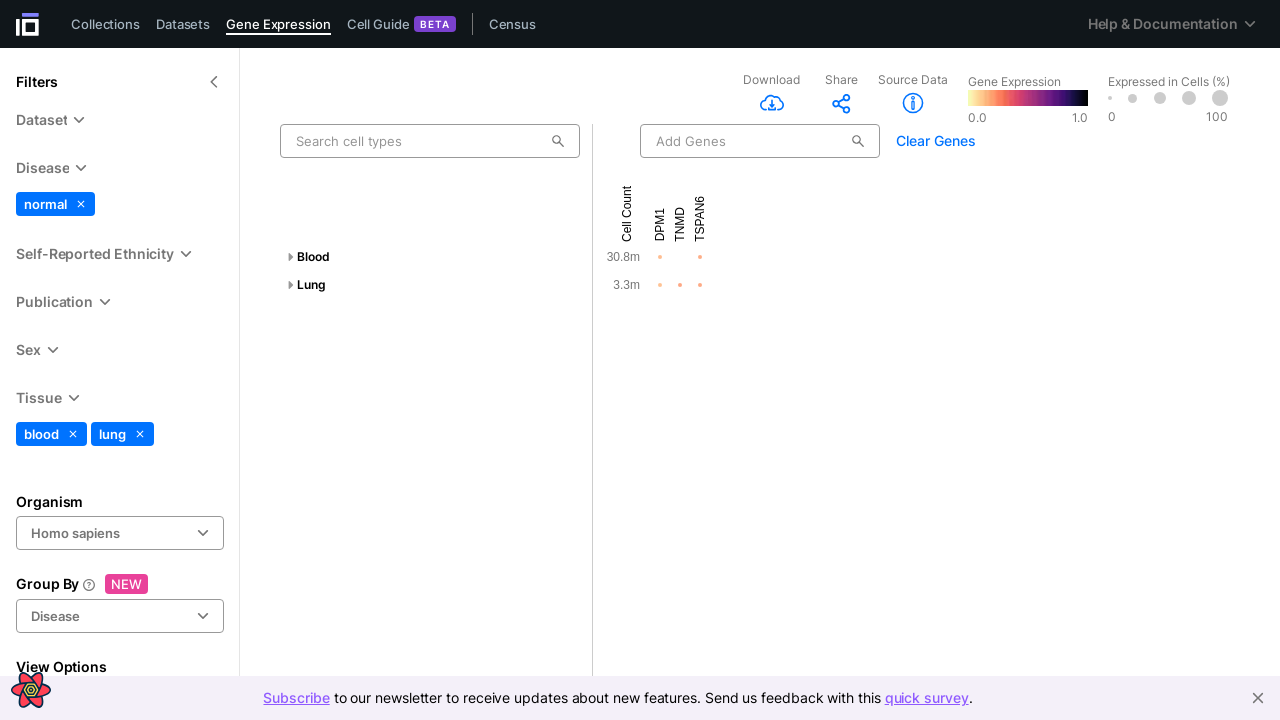 Collections Datasets Gene Expression Cell Guide BETA Census Help & Documentation
Filters
Dataset
Disease
normal ×
Self-Reported Ethnicity
Publication
Sex
Tissue
blood × lung ×
Organism
Homo sapiens
Group By ? NEW
Disease
View Options
Download Share Source Data
Gene Expression
0.0 1.0
Expressed in Cells (%)
0 100
Search cell types
Add Genes
Clear Genes
Cell Count
DPM1
TNMD
TSPAN6
Blood 30.8m
Lung 3.3m
Subscribe to our newsletter to receive updates about new features. Send us feedback with this quick survey.